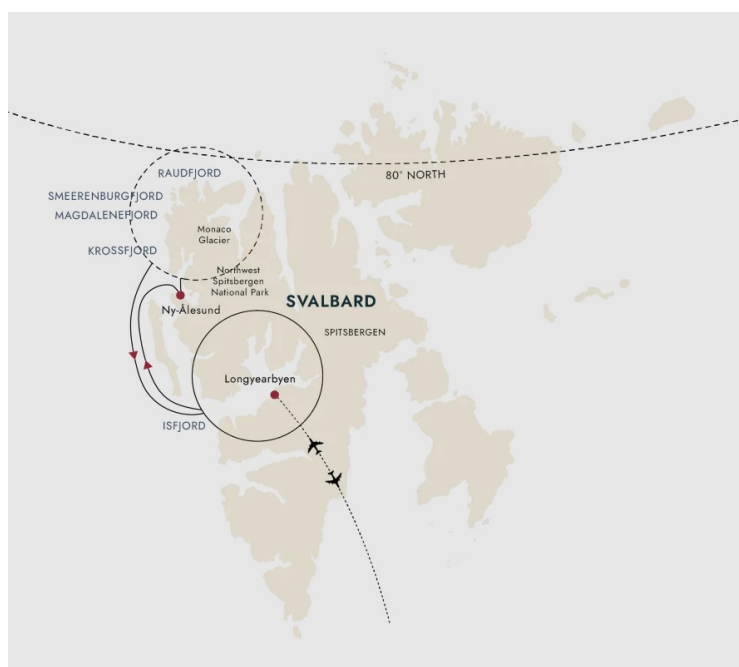 80° NORTH
RAUDFJORD
SMEERENBURGFJORD
MAGDALENEFJORD
Monaco
Glacier
KROSSFJORD
Northwest
Spitsbergen
National Park
SVALBARD
Ny-Ålesund
SPITSBERGEN
Longyearbyen
ISFJORD